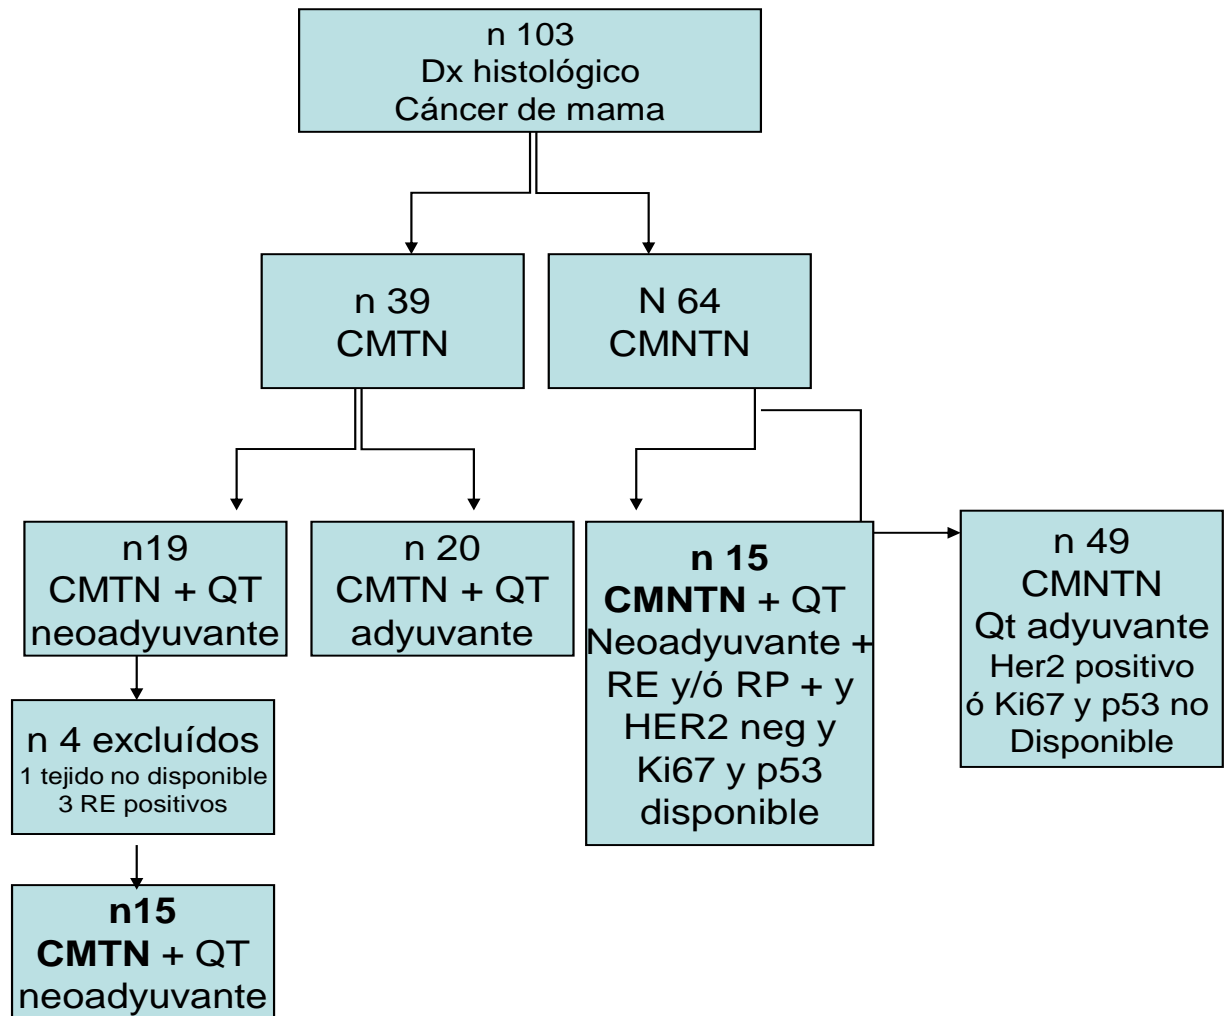 n 103
Dx histológico
Cáncer de mama
n 39
CMTN
N 64
CMNTN
n19
CMTN + QT
neoadyuvante
n 20
CMTN + QT
adyuvante
n 15
CMNTN + QT
Neoadyuvante +
RE y/ó RP + y
HER2 neg y
Ki67 y p53
disponible
n 49
CMNTN
Qt adyuvante
Her2 positivo
ó Ki67 y p53 no
Disponible
n 4 excluídos
1 tejido no disponible
3 RE positivos
n15
CMTN + QT
neoadyuvante